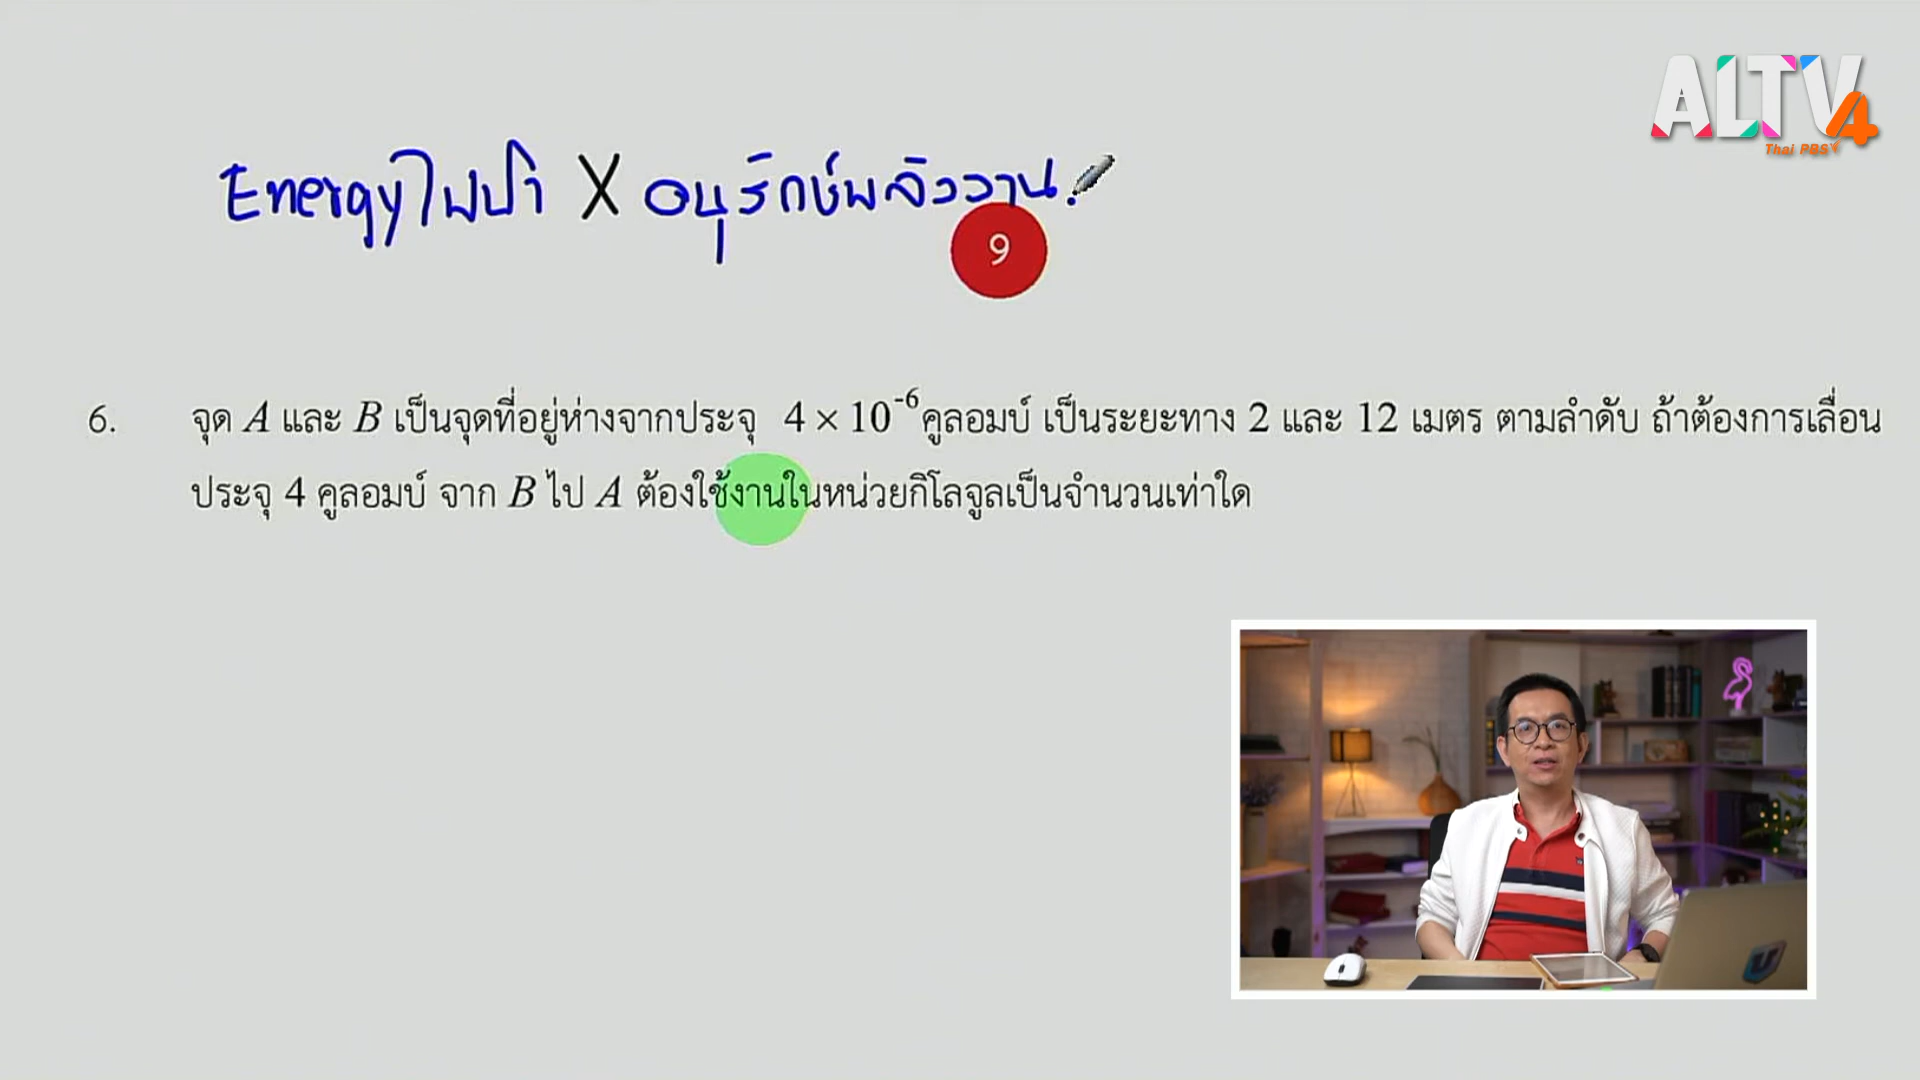 ALTV4
Thai PBS
Energyไฟฟ้า X อนุรักษ์พลังงาน.
9
6. จุด A และ B เป็นจุดที่อยู่ห่างจากประจุ 4 × 10⁻⁶ คูลอมบ์ เป็นระยะทาง 2 และ 12 เมตร ตามลำดับ ถ้าต้องการเลื่อน
ประจุ 4 คูลอมบ์ จาก B ไป A ต้องใช้งานในหน่วยกิโลจูลเป็นจำนวนเท่าใด